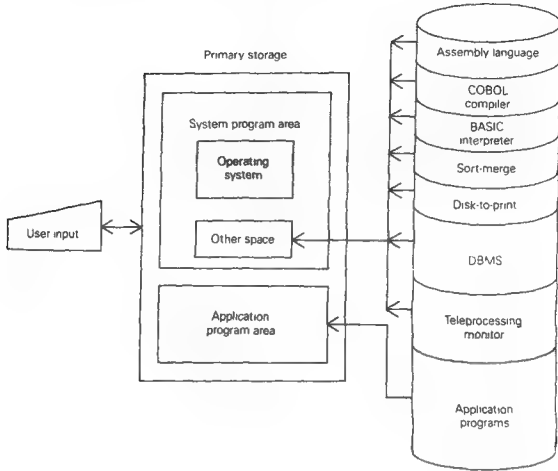 Primary storage
System program area
Operating
system
Other space
Application
program area
User input
Assembly language
COBOL
compiler
BASIC
interpreter
Sort-merge
Disk-to-print
DBMS
Teleprocessing
monitor
Application
programs